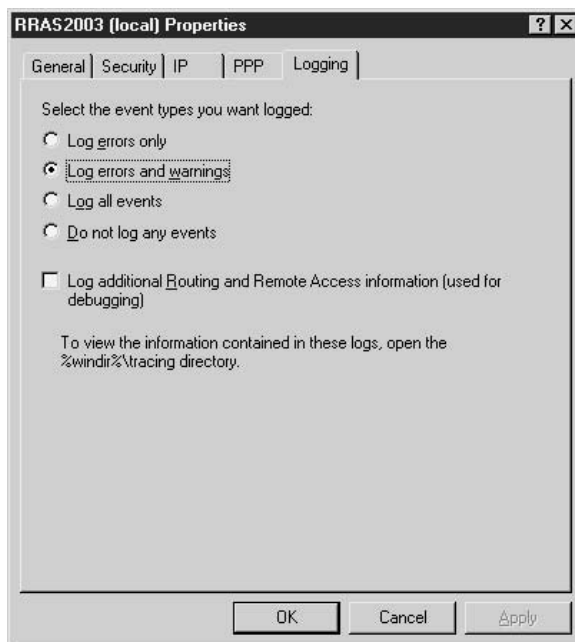 RRAS2003 (local) Properties
General Security IP PPP Logging
Select the event types you want logged:
Log errors only
Log errors and warnings
Log all events
Do not log any events
Log additional Routing and Remote Access information (used for
debugging)
To view the information contained in these logs, open the
%windir%\tracing directory.
OK Cancel Apply